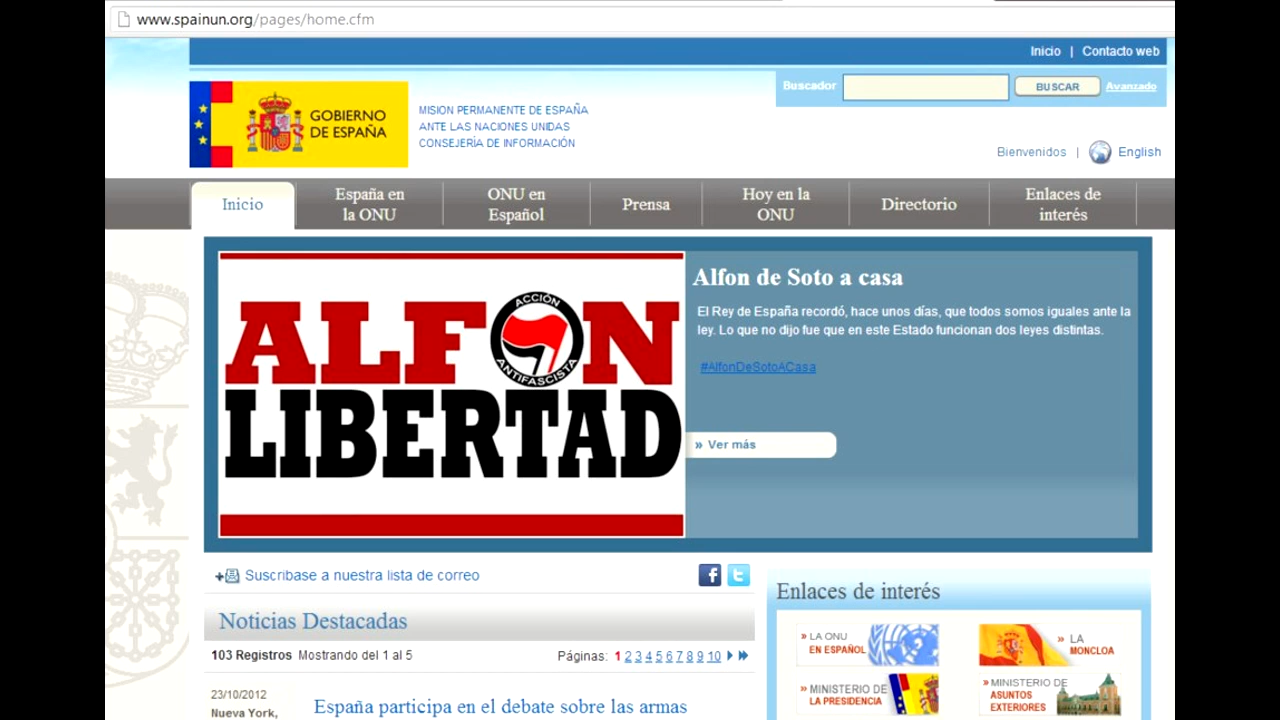 www.spainun.org/pages/home.cfm
Inicio | Contacto web
Buscador BUSCAR Avanzado
GOBIERNO
DE ESPAÑA
MISION PERMANENTE DE ESPAÑA
ANTE LAS NACIONES UNIDAS
CONSEJERÍA DE INFORMACIÓN
Bienvenidos | English
Inicio
España en
la ONU
ONU en
Español
Prensa
Hoy en la
ONU
Directorio
Enlaces de
interés
ALFON
ACCIÓN
ANTIFASCISTA
LIBERTAD
Alfon de Soto a casa
El Rey de España recordó, hace unos días, que todos somos iguales ante la
ley. Lo que no dijo fue que en este Estado funcionan dos leyes distintas.
#AlfonDeSotoACasa
» Ver más
Suscribase a nuestra lista de correo
Noticias Destacadas
103 Registros Mostrando del 1 al 5
Páginas: 1 2 3 4 5 6 7 8 9 10
23/10/2012
Nueva York,
España participa en el debate sobre las armas
Enlaces de interés
» LA ONU
EN ESPAÑOL
» LA
MONCLOA
» MINISTERIO DE
LA PRESIDENCIA
» MINISTERIO DE
ASUNTOS
EXTERIORES